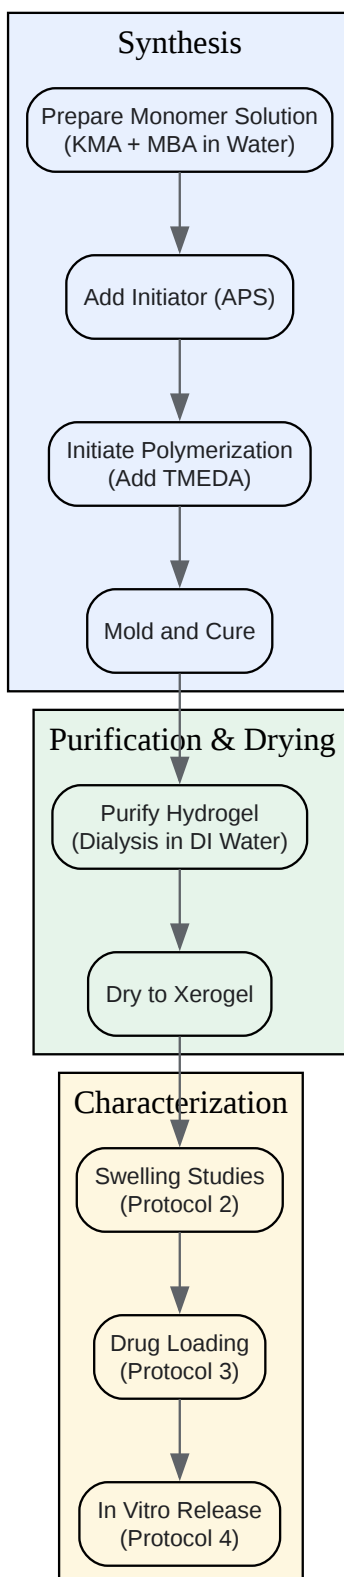 Synthesis
Prepare Monomer Solution
(KMA + MBA in Water)
Add Initiator (APS)
Initiate Polymerization
(Add TMEDA)
Mold and Cure
Purification & Drying
Purify Hydrogel
(Dialysis in DI Water)
Dry to Xerogel
Characterization
Swelling Studies
(Protocol 2)
Drug Loading
(Protocol 3)
In Vitro Release
(Protocol 4)